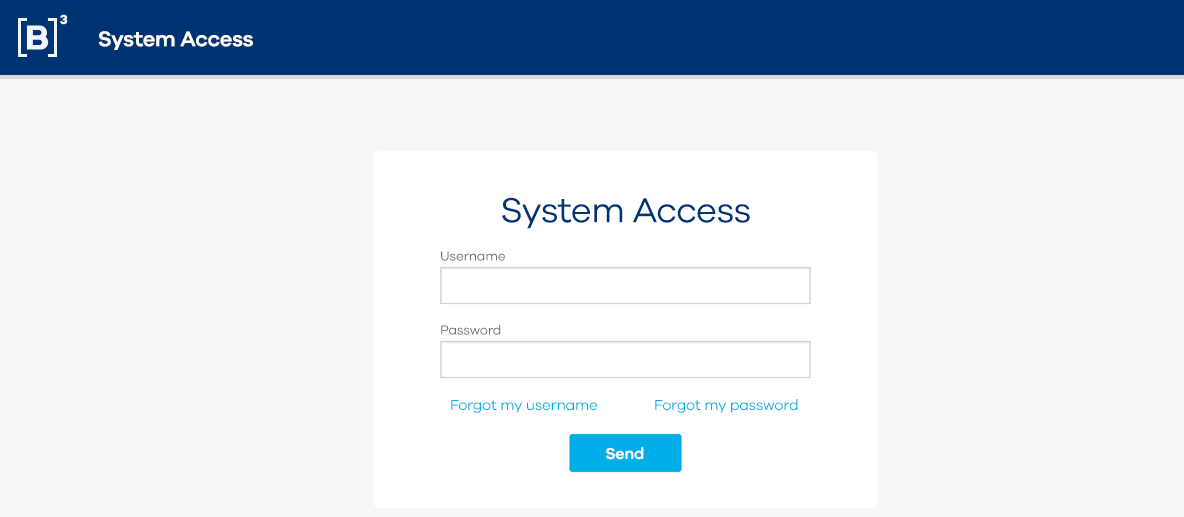 [B]³
System Access
System Access
Username
Password
Forgot my username Forgot my password
Send